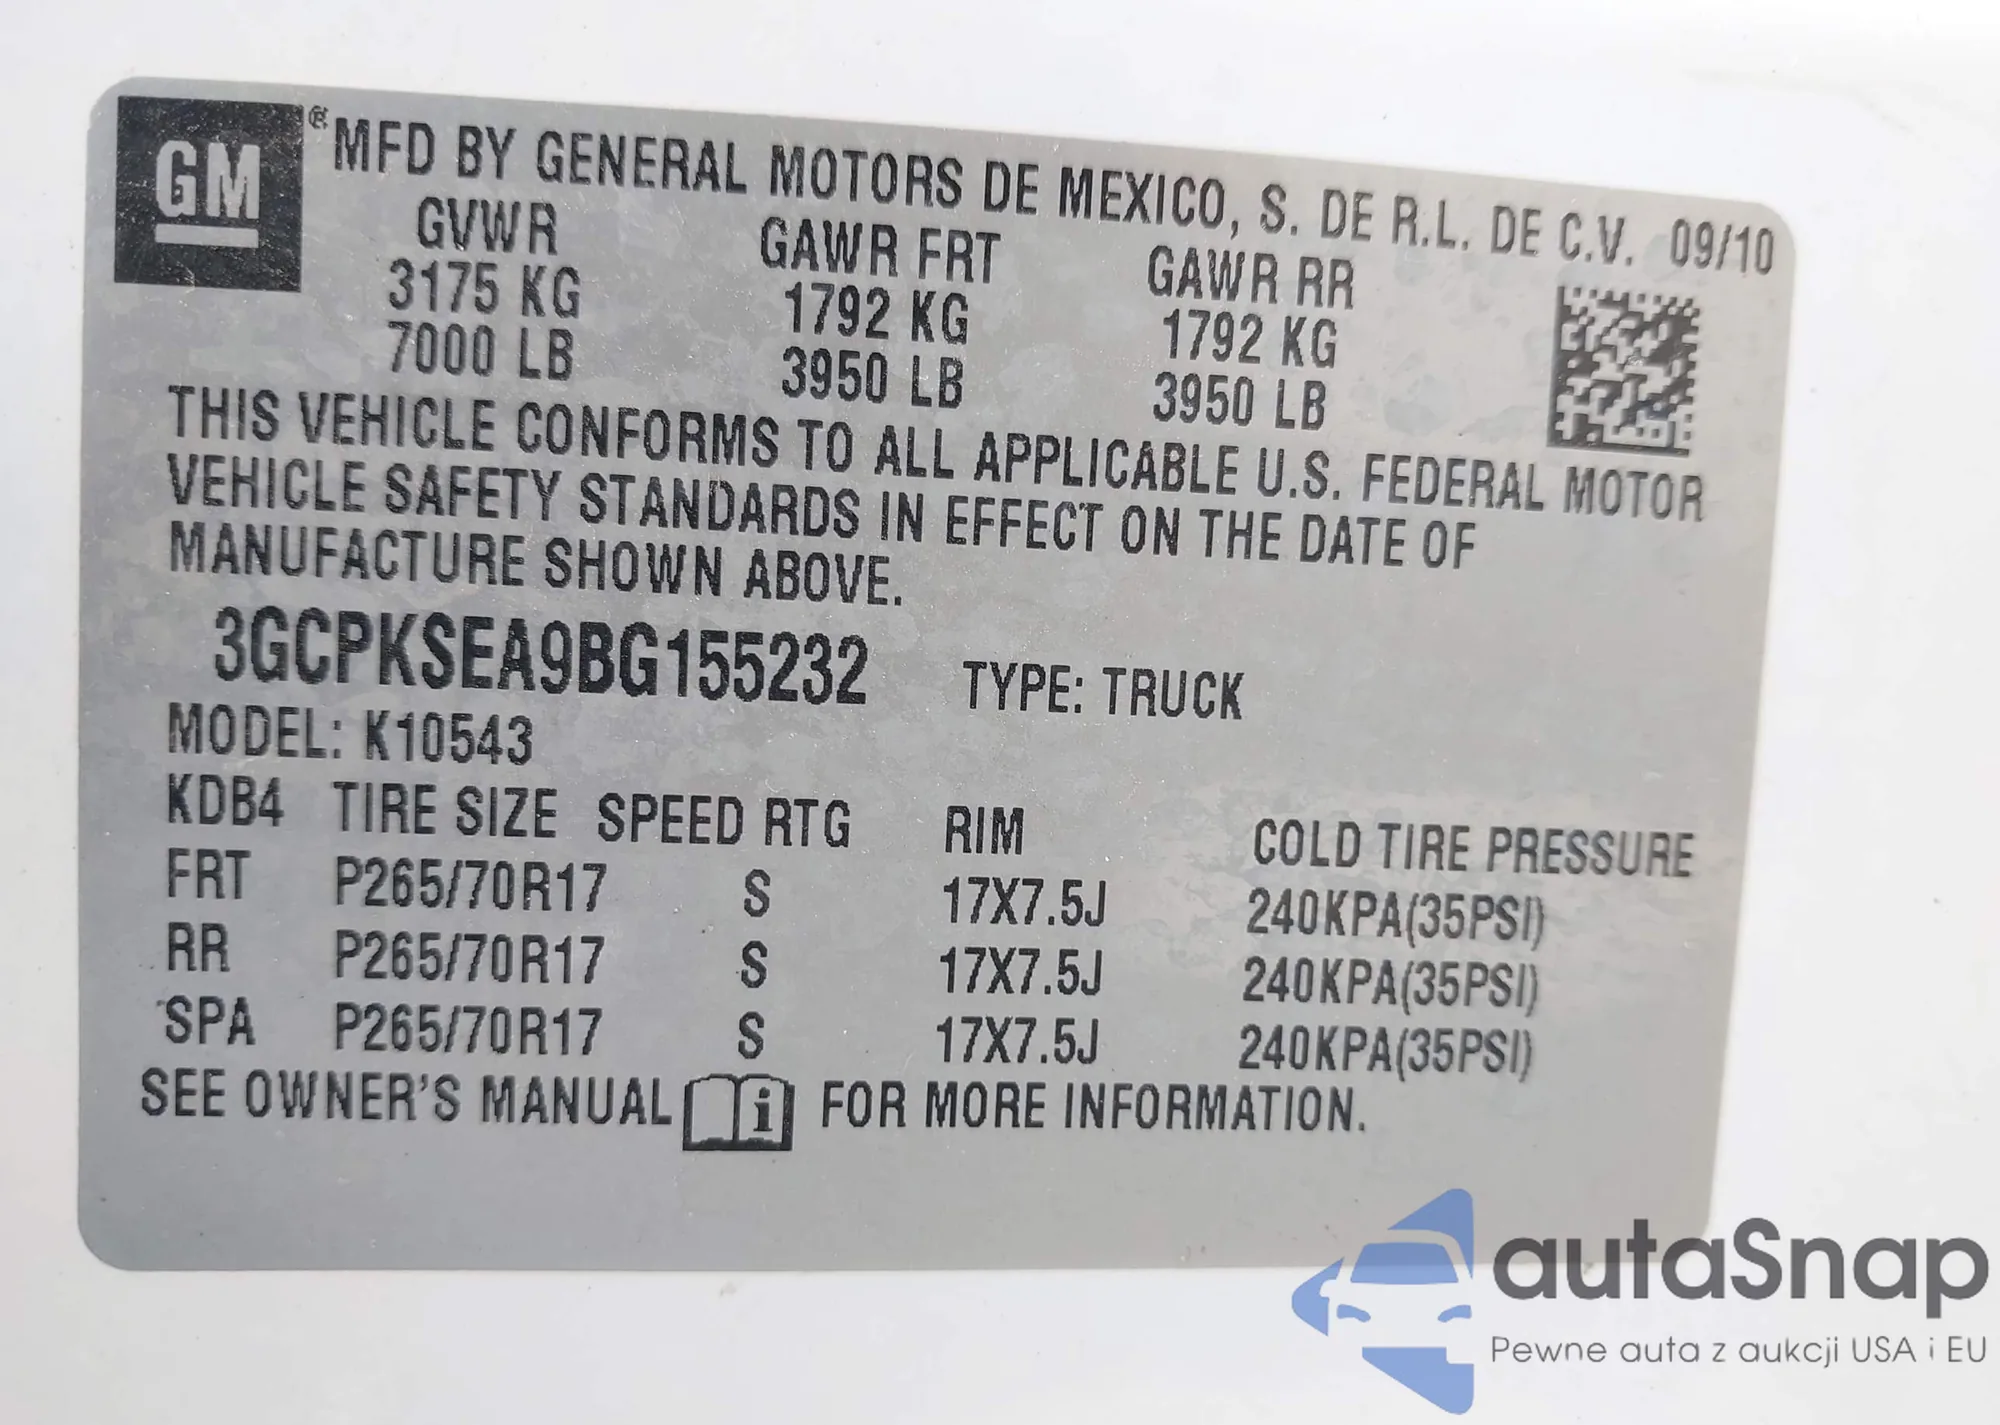 GM ® MFD BY GENERAL MOTORS DE MEXICO, S. DE R.L. DE C.V. 09/10
GVWR GAWR FRT GAWR RR
3175 KG 1792 KG 1792 KG
7000 LB 3950 LB 3950 LB
THIS VEHICLE CONFORMS TO ALL APPLICABLE U.S. FEDERAL MOTOR
VEHICLE SAFETY STANDARDS IN EFFECT ON THE DATE OF
MANUFACTURE SHOWN ABOVE.
3GCPKSEA9BG155232 TYPE: TRUCK
MODEL: K10543
KDB4 TIRE SIZE SPEED RTG RIM COLD TIRE PRESSURE
FRT P265/70R17 S 17X7.5J 240KPA(35PSI)
RR P265/70R17 S 17X7.5J 240KPA(35PSI)
SPA P265/70R17 S 17X7.5J 240KPA(35PSI)
SEE OWNER'S MANUAL i FOR MORE INFORMATION.
autaSnap
Pewne auta z aukcji USA i EU